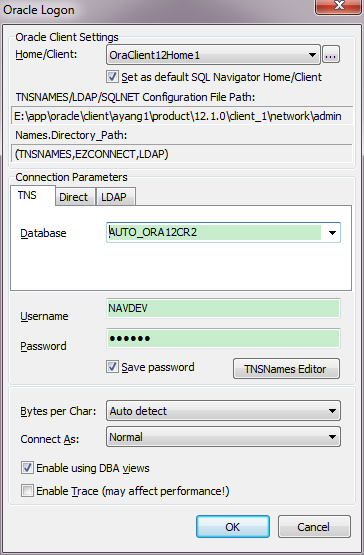 Oracle Logon
Oracle Client Settings
Home/Client: OraClient12Home1 ...
Set as default SQL Navigator Home/Client
TNSNAMES/LDAP/SQLNET Configuration File Path:
E:\app\oracle\client\ayang1\product\12.1.0\client_1\network\admin
Names.Directory_Path:
(TNSNAMES,EZCONNECT,LDAP)
Connection Parameters
TNS Direct LDAP
Database AUTO_ORA12CR2
Username NAVDEV
Password ●●●●●●
Save password TNSNames Editor
Bytes per Char: Auto detect
Connect As: Normal
Enable using DBA views
Enable Trace (may affect performance!)
OK Cancel